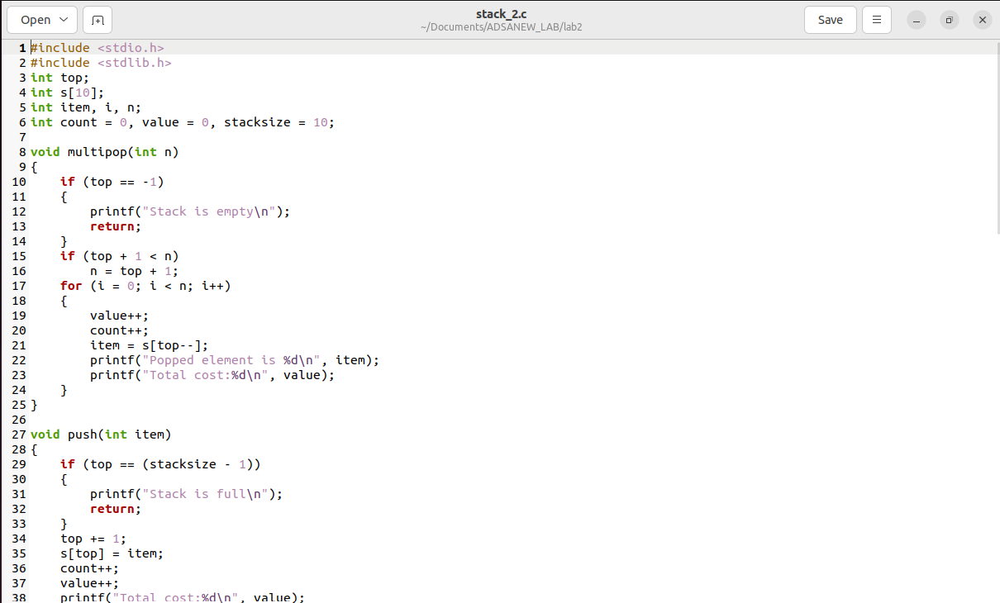 Open
stack_2.c
~/Documents/ADSANEW_LAB/lab2
Save
1 #include <stdio.h>
2 #include <stdlib.h>
3 int top;
4 int s[10];
5 int item, i, n;
6 int count = 0, value = 0, stacksize = 10;
7
8 void multipop(int n)
9 {
10     if (top == -1)
11     {
12         printf("Stack is empty\n");
13         return;
14     }
15     if (top + 1 < n)
16         n = top + 1;
17     for (i = 0; i < n; i++)
18     {
19         value++;
20         count++;
21         item = s[top--];
22         printf("Popped element is %d\n", item);
23         printf("Total cost:%d\n", value);
24     }
25 }
26
27 void push(int item)
28 {
29     if (top == (stacksize - 1))
30     {
31         printf("Stack is full\n");
32         return;
33     }
34     top += 1;
35     s[top] = item;
36     count++;
37     value++;
38     printf("Total cost:%d\n", value);